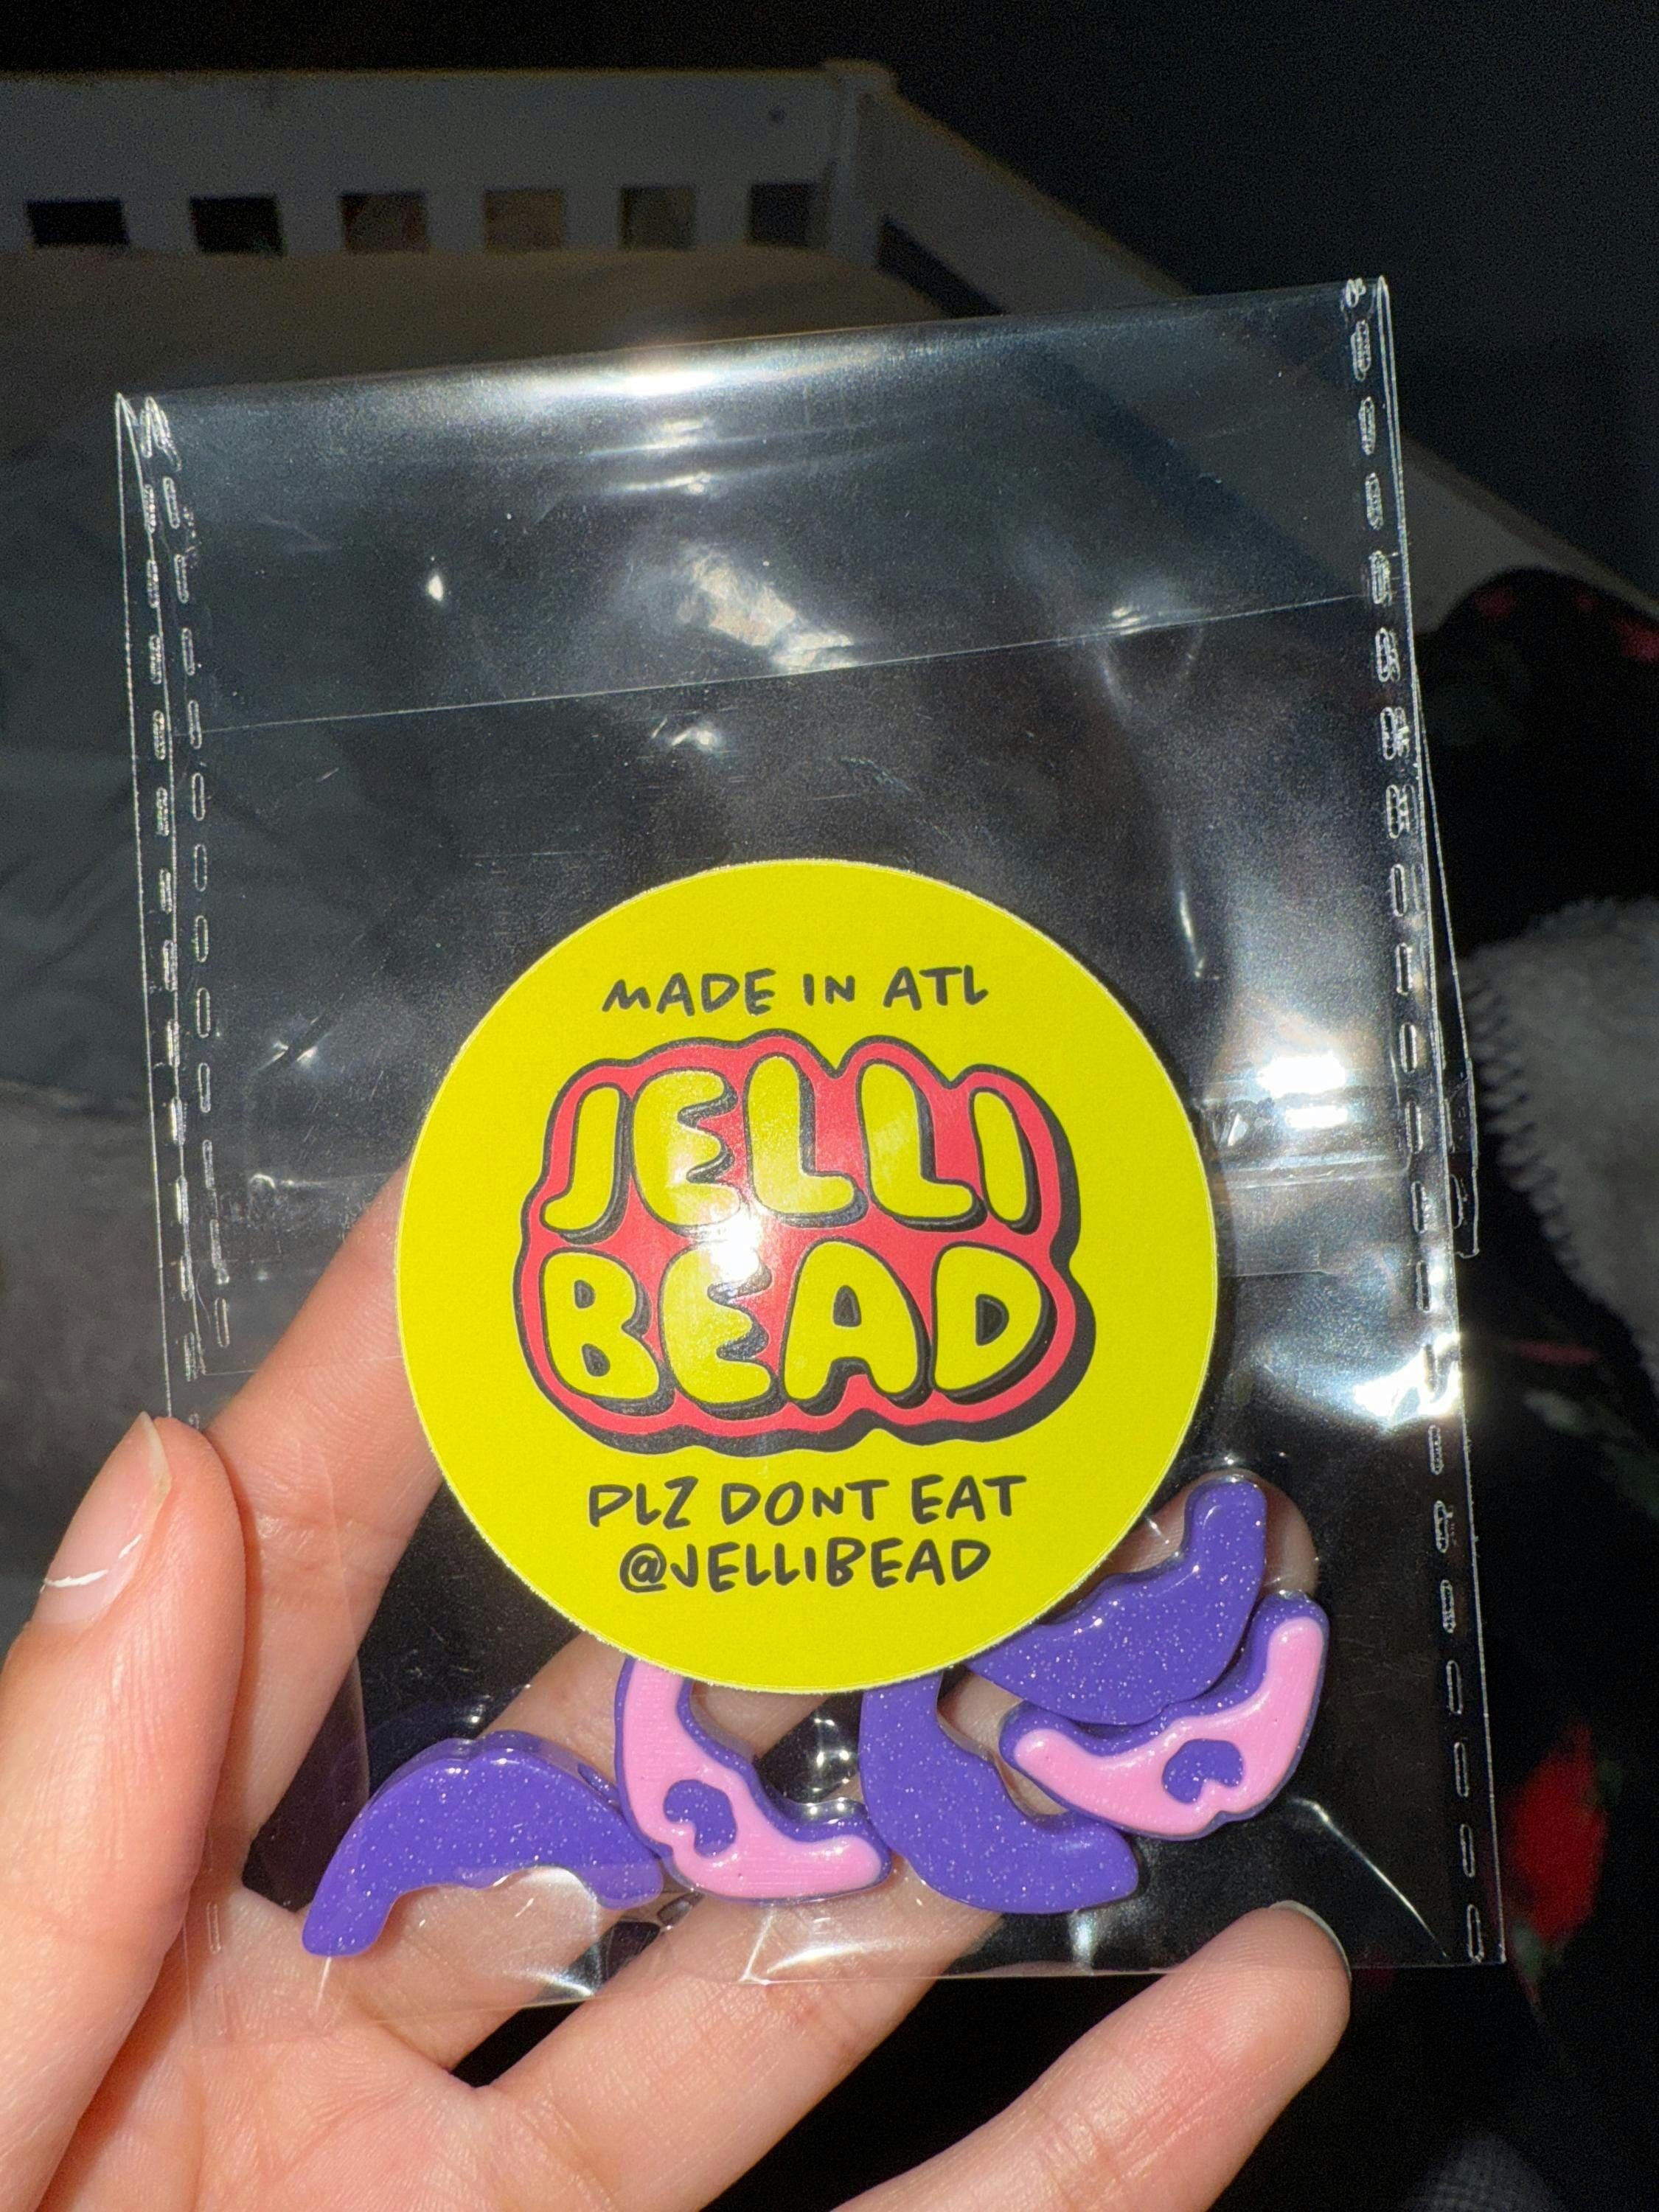 MADE IN ATL
JELLI
BEAD
PLZ DONT EAT
@JELLIBEAD